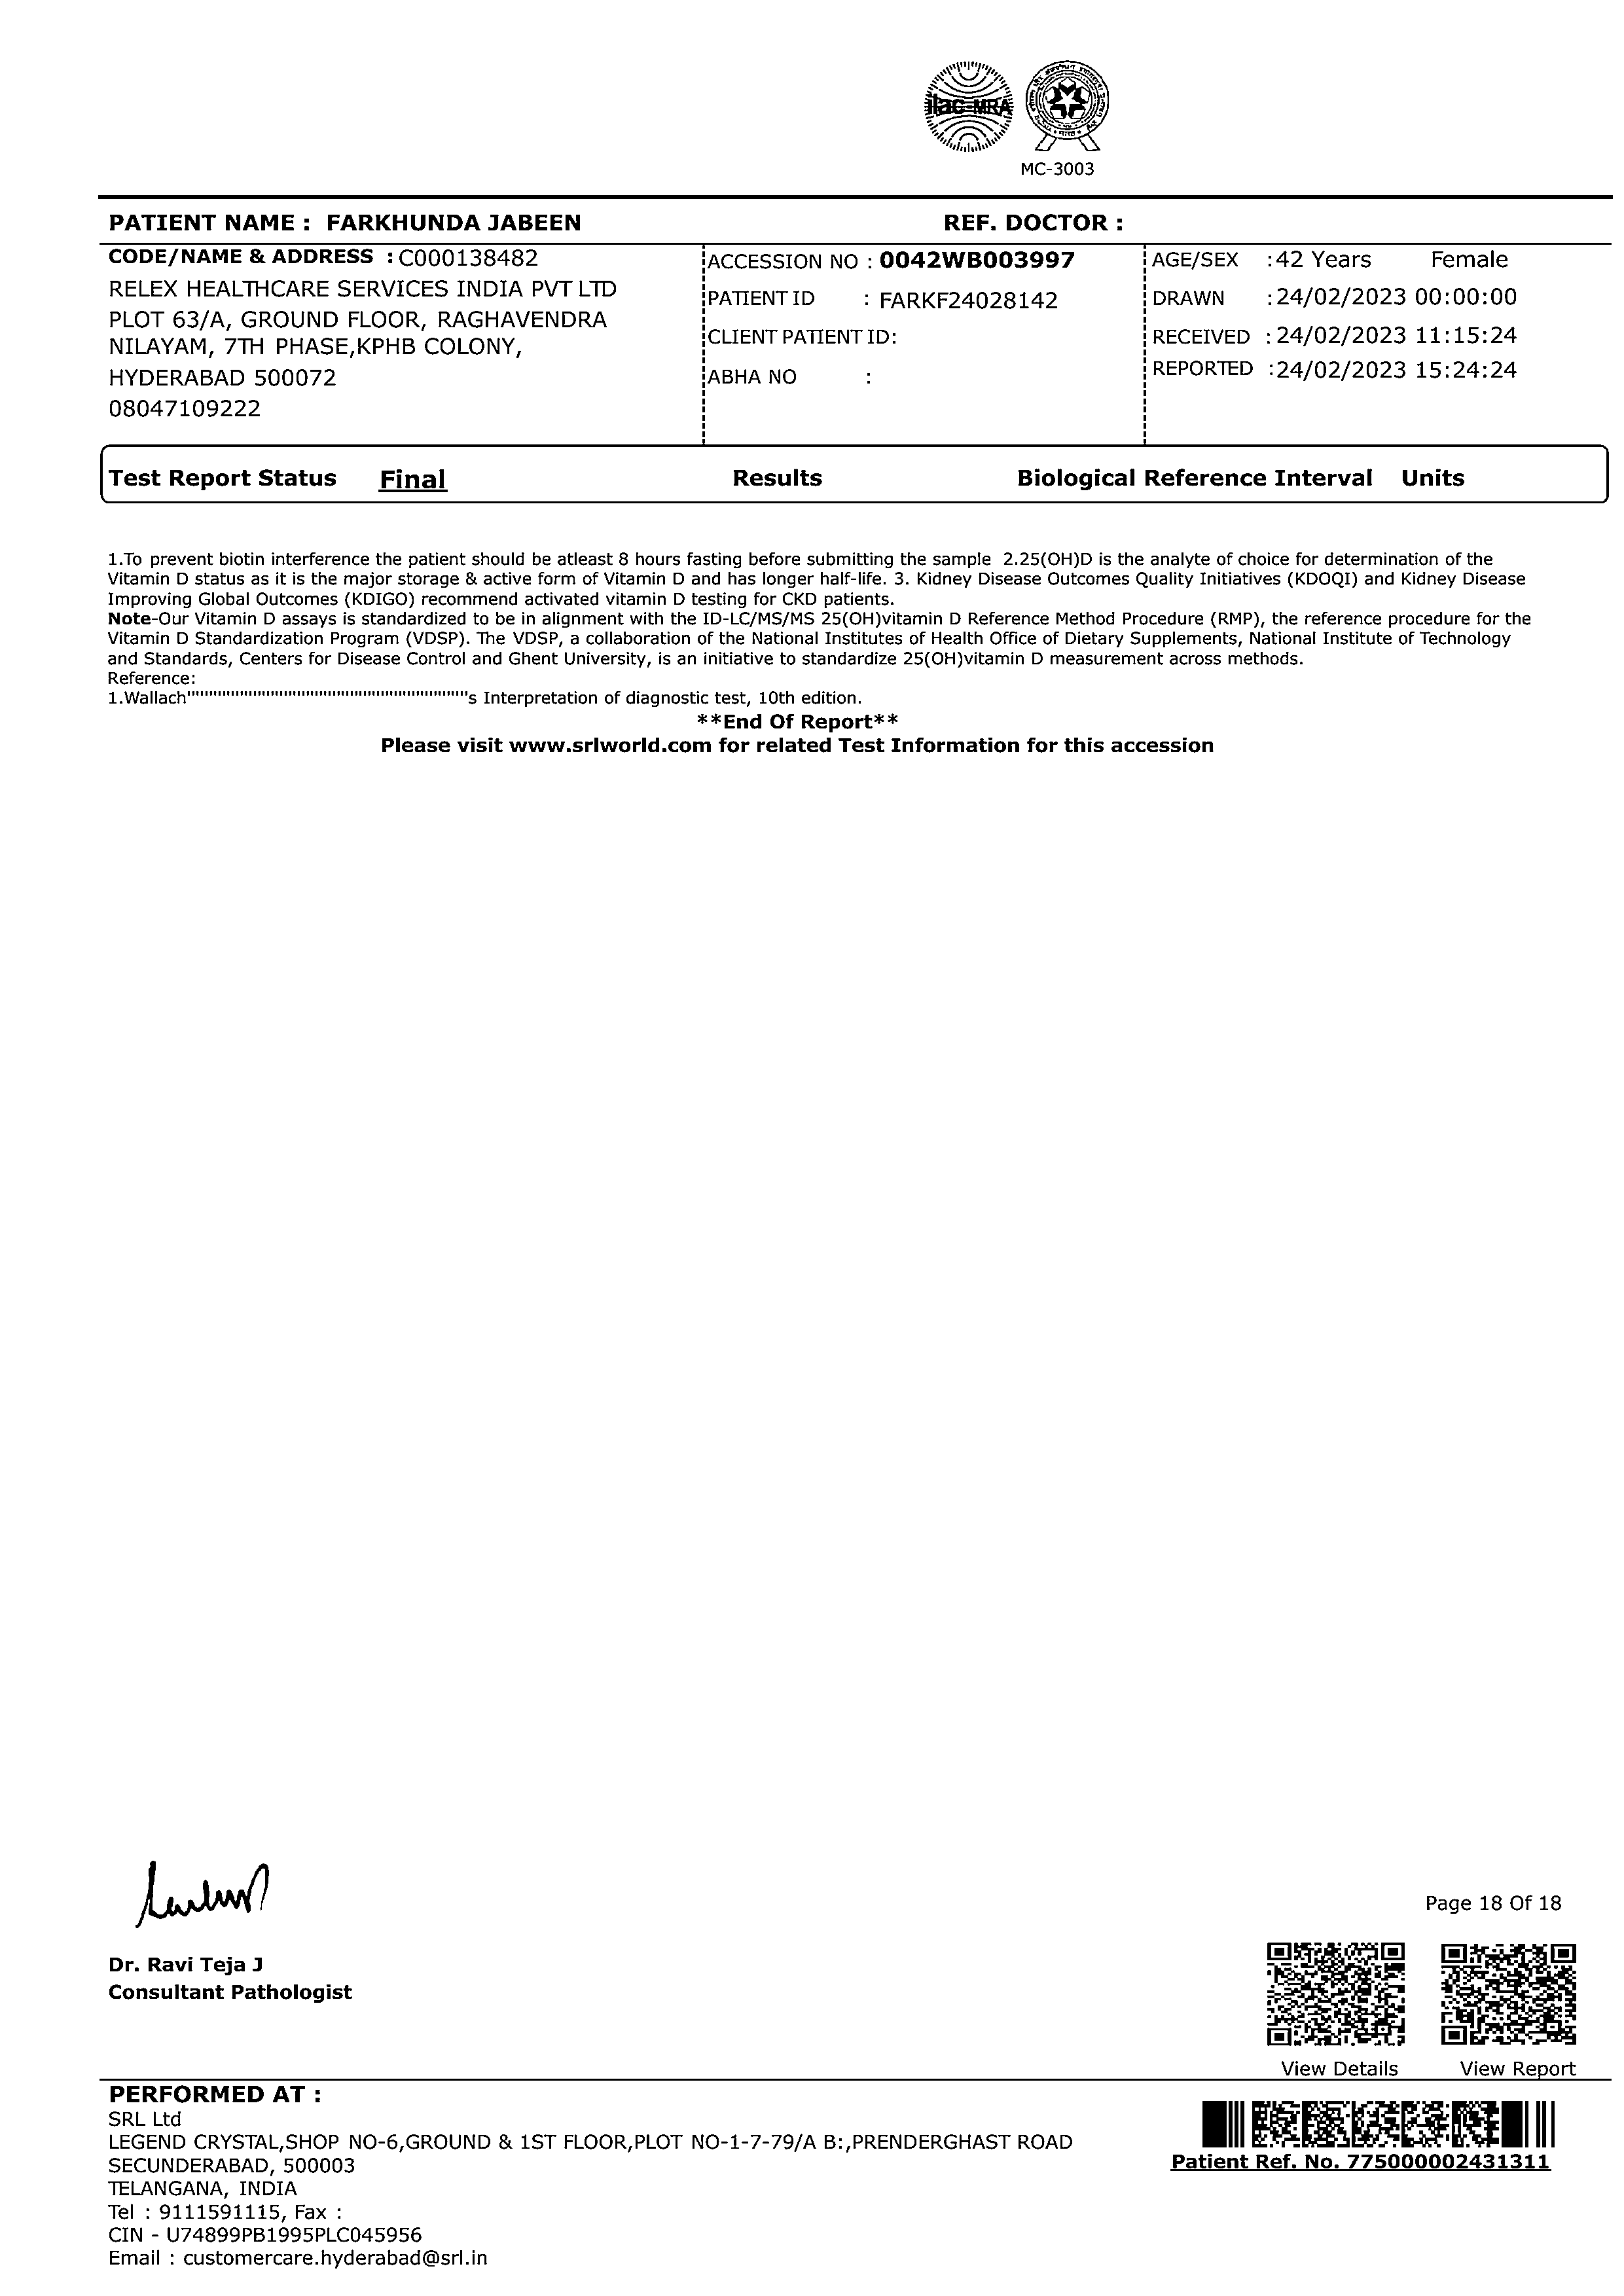 ilac-MRA
MC-3003
PATIENT NAME : FARKHUNDA JABEEN REF. DOCTOR :
CODE/NAME & ADDRESS : C000138482
RELEX HEALTHCARE SERVICES INDIA PVT LTD
PLOT 63/A, GROUND FLOOR, RAGHAVENDRA
NILAYAM, 7TH PHASE,KPHB COLONY,
HYDERABAD 500072
08047109222
ACCESSION NO : 0042WB003997
PATIENT ID : FARKF24028142
CLIENT PATIENT ID:
ABHA NO :
AGE/SEX :42 Years Female
DRAWN :24/02/2023 00:00:00
RECEIVED :24/02/2023 11:15:24
REPORTED :24/02/2023 15:24:24
Test Report Status Final Results Biological Reference Interval Units
1.To prevent biotin interference the patient should be atleast 8 hours fasting before submitting the sample 2.25(OH)D is the analyte of choice for determination of the
Vitamin D status as it is the major storage & active form of Vitamin D and has longer half-life. 3. Kidney Disease Outcomes Quality Initiatives (KDOQI) and Kidney Disease
Improving Global Outcomes (KDIGO) recommend activated vitamin D testing for CKD patients.
Note-Our Vitamin D assays is standardized to be in alignment with the ID-LC/MS/MS 25(OH)vitamin D Reference Method Procedure (RMP), the reference procedure for the
Vitamin D Standardization Program (VDSP). The VDSP, a collaboration of the National Institutes of Health Office of Dietary Supplements, National Institute of Technology
and Standards, Centers for Disease Control and Ghent University, is an initiative to standardize 25(OH)vitamin D measurement across methods.
Reference:
1.Wallach''''''''''''''''''''''''''''''''''''''''''''''''''''''''''''''''s Interpretation of diagnostic test, 10th edition.
**End Of Report**
Please visit www.srlworld.com for related Test Information for this accession
Dr. Ravi Teja J
Consultant Pathologist
Page 18 Of 18
View Details View Report
PERFORMED AT :
SRL Ltd
LEGEND CRYSTAL,SHOP NO-6,GROUND & 1ST FLOOR,PLOT NO-1-7-79/A B:,PRENDERGHAST ROAD
SECUNDERABAD, 500003
TELANGANA, INDIA
Tel : 9111591115, Fax :
CIN - U74899PB1995PLC045956
Email : customercare.hyderabad@srl.in
Patient Ref. No. 775000002431311